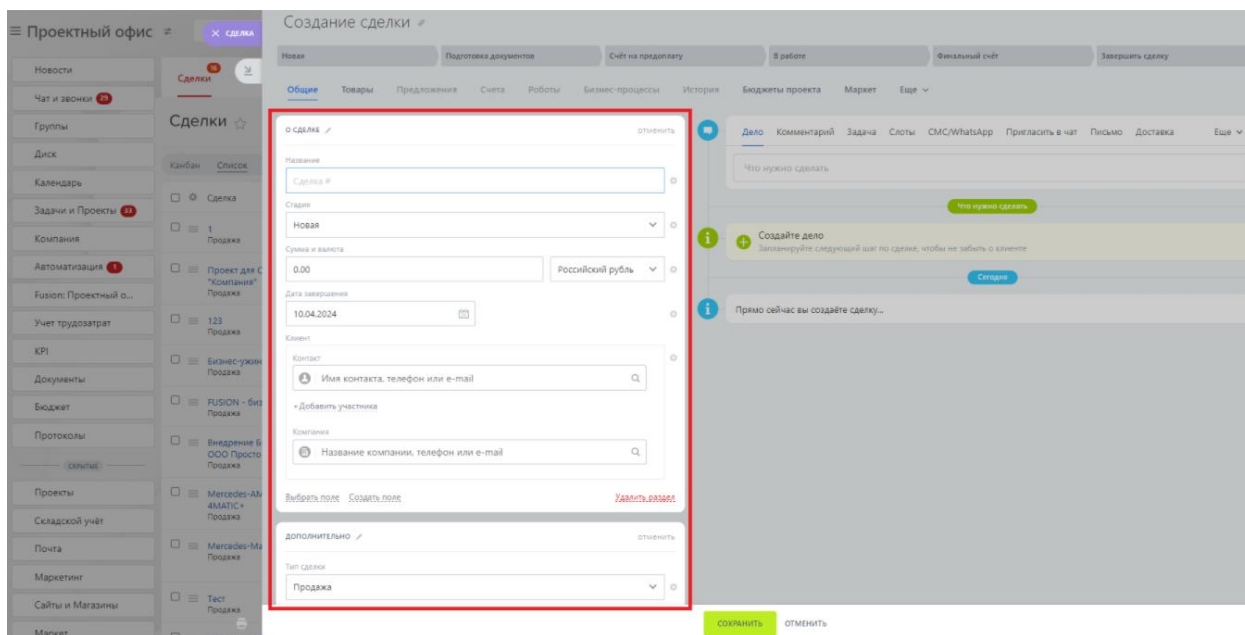 Проектный офис
Новости
Чат и звонки 29
Группы
Диск
Календарь
Задачи и Проекты 33
Компания
Автоматизация 1
Fusion: Проектный о...
Учет трудозатрат
KPI
Документы
Бюджет
Протоколы
СКРЫТЫЕ
Проекты
Складской учёт
Почта
Маркетинг
Сайты и Магазины
Маркет
СДЕЛКА
Сделки 16
Сделки
Канбан Список
Сделка
1
Продажа
Проект для С
"Компания"
Продажа
123
Продажа
Бизнес-ужин
Продажа
FUSION - биз
Продажа
Внедрение Б
ООО Просто
Продажа
Mercedes-AM
4MATIC+
Продажа
Mercedes-Ma
Продажа
Тест
Продажа
Создание сделки
Новая Подготовка документов Счёт на предоплату В работе Финальный счёт Завершить сделку
Общие Товары Предложения Счета Роботы Бизнес-процессы История Бюджеты проекта Маркет Еще
О СДЕЛКЕ ОТМЕНИТЬ
Название
Сделка #
Стадия
Новая
Сумма и валюта
0.00 Российский рубль
Дата завершения
10.04.2024
Клиент
Контакт
Имя контакта, телефон или e-mail
+ Добавить участника
Компания
Название компании, телефон или e-mail
Выбрать поле Создать поле Удалить раздел
ДОПОЛНИТЕЛЬНО ОТМЕНИТЬ
Тип сделки
Продажа
Дело Комментарий Задача Слоты СМС/WhatsApp Пригласить в чат Письмо Доставка Еще
Что нужно сделать
Что нужно сделать
Создайте дело
Запланируйте следующий шаг по сделке, чтобы не забыть о клиенте
Сегодня
Прямо сейчас вы создаёте сделку...
СОХРАНИТЬ ОТМЕНИТЬ